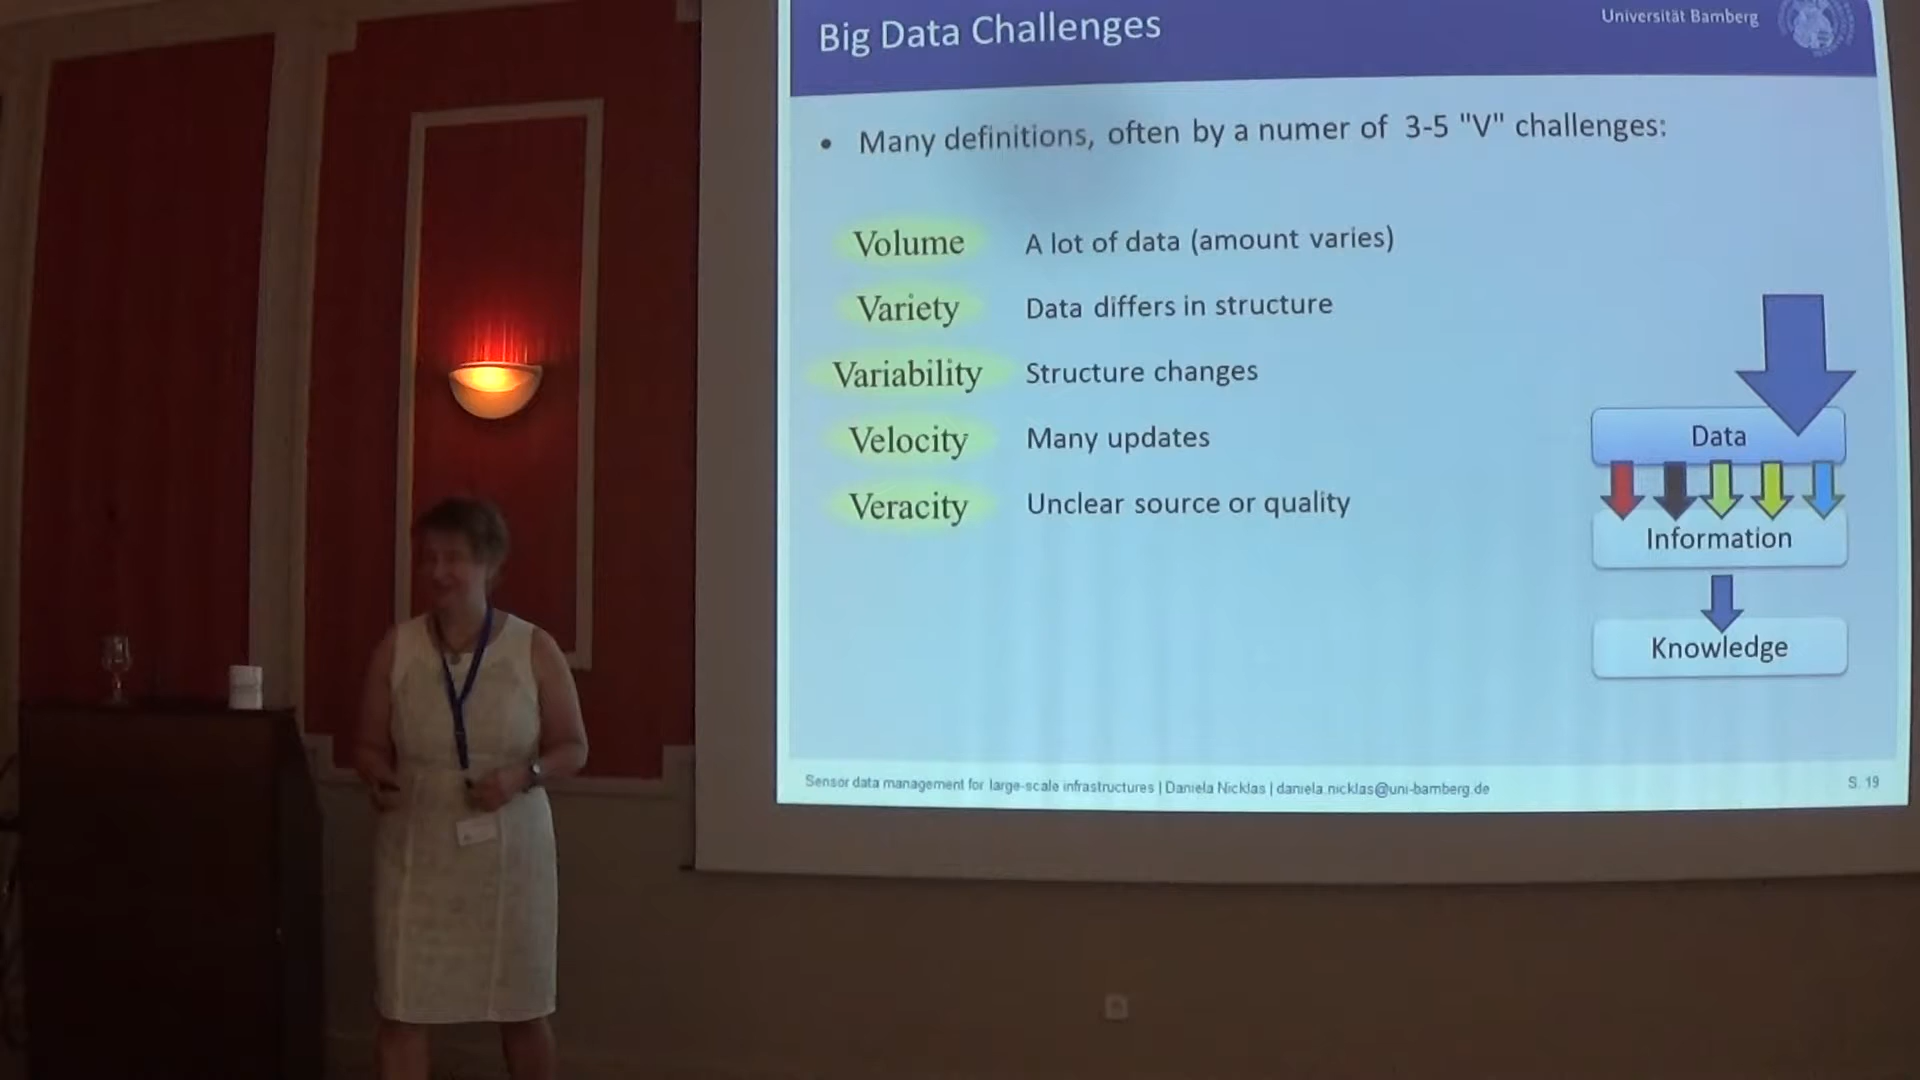 Big Data Challenges
Universität Bamberg
• Many definitions, often by a numer of 3-5 "V" challenges:
Volume A lot of data (amount varies)
Variety Data differs in structure
Variability Structure changes
Velocity Many updates
Veracity Unclear source or quality
Data
Information
Knowledge
Sensor data management for large-scale infrastructures | Daniela Nicklas | daniela.nicklas@uni-bamberg.de S. 19